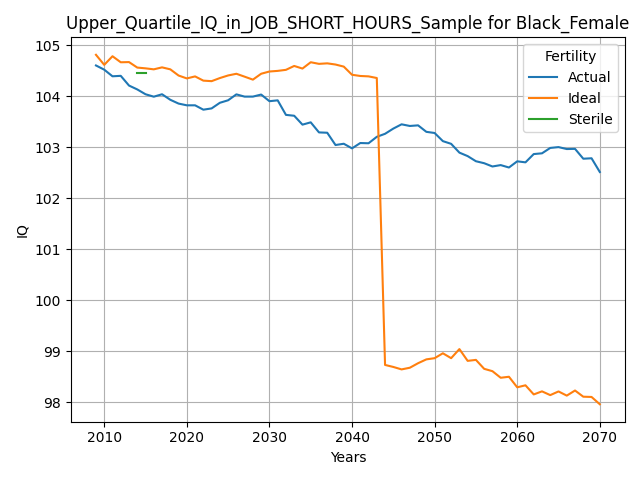 Upper_Quartile_IQ_in_JOB_SHORT_HOURS_Sample for Black_Female
Fertility
Actual
Ideal
Sterile
105
104
103
102
101
100
99
98
IQ
2010 2020 2030 2040 2050 2060 2070
Years